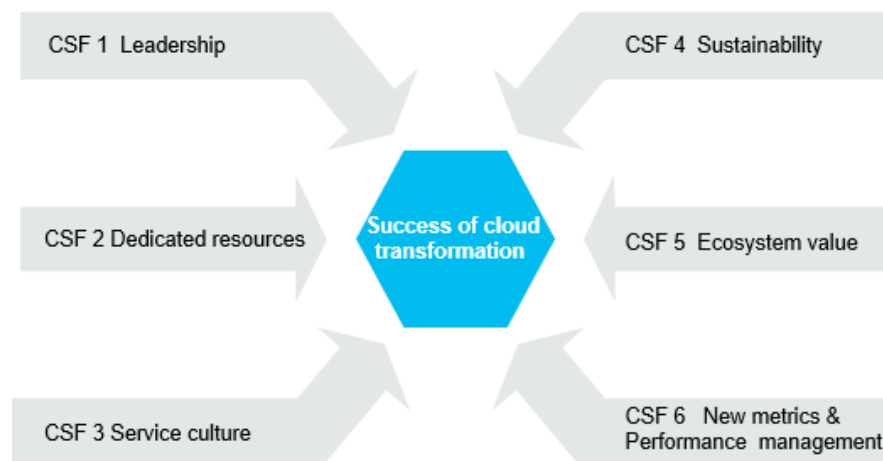 CSF 1 Leadership
CSF 4 Sustainability
Success of cloud
transformation
CSF 2 Dedicated resources
CSF 5 Ecosystem value
CSF 3 Service culture
CSF 6 New metrics &
Performance management